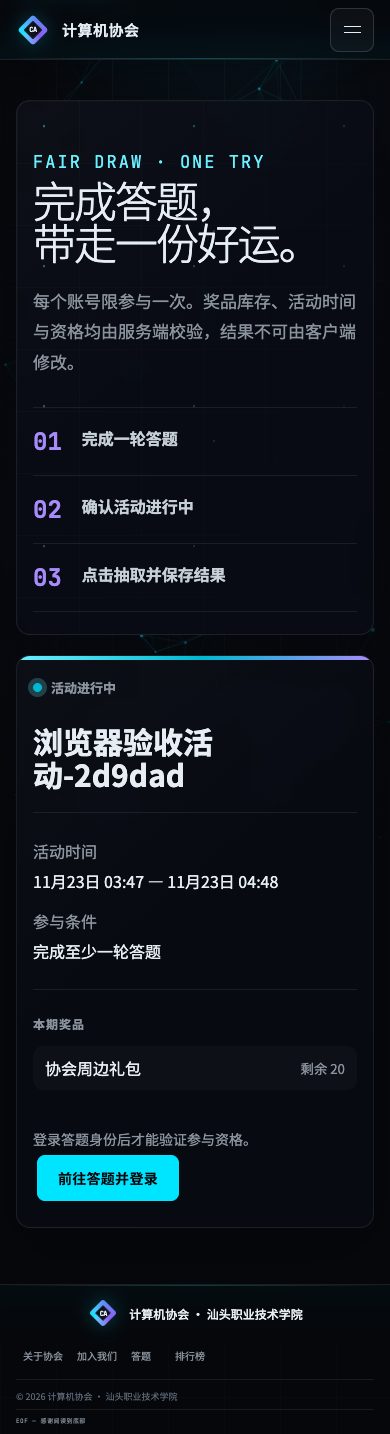 CA 计算机协会
FAIR DRAW · ONE TRY
完成答题，
带走一份好运。
每个账号限参与一次。奖品库存、活动时间
与资格均由服务端校验，结果不可由客户端
修改。
01 完成一轮答题
02 确认活动进行中
03 点击抽取并保存结果
活动进行中
浏览器验收活
动-2d9dad
活动时间
11月23日 03:47 — 11月23日 04:48
参与条件
完成至少一轮答题
本期奖品
协会周边礼包 剩余 20
登录答题身份后才能验证参与资格。
前往答题并登录
CA 计算机协会 · 汕头职业技术学院
关于协会 加入我们 答题 排行榜
© 2026 计算机协会 · 汕头职业技术学院
EOF — 感谢阅读到底部